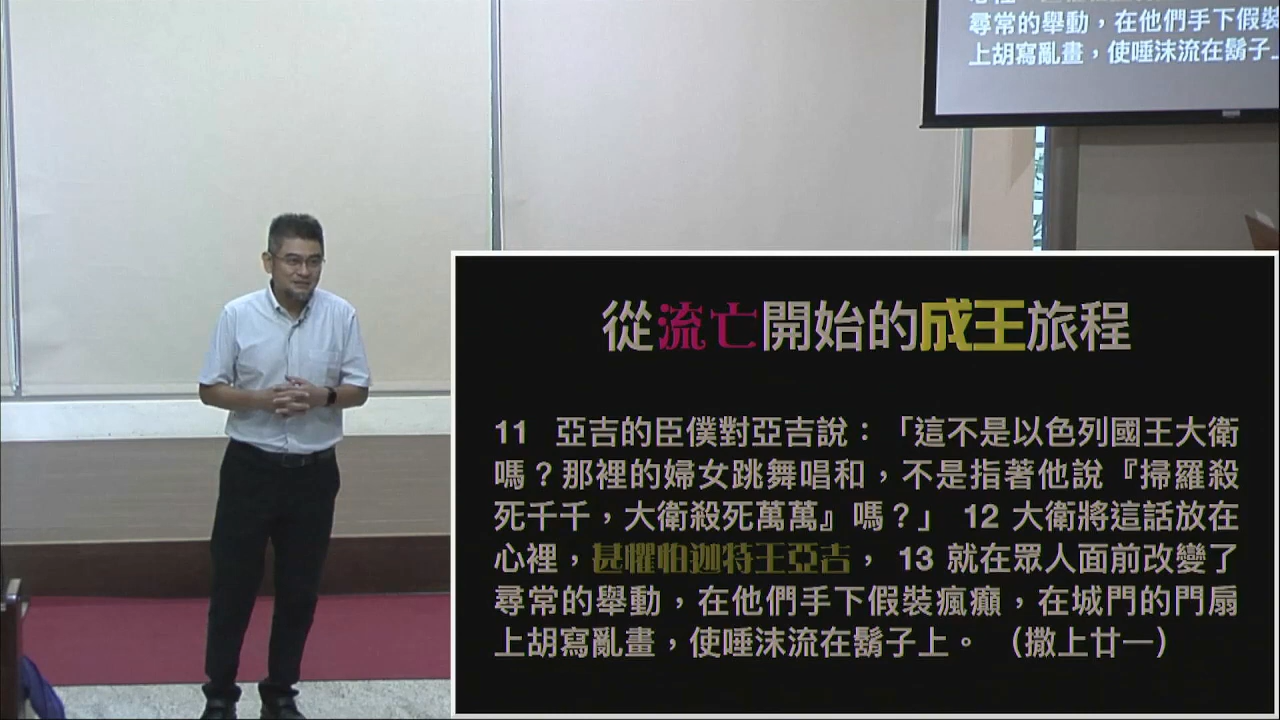 尋常的舉動，在他們手下假裝
上胡寫亂畫，使唾沫流在鬍子上
從流亡開始的成王旅程
11 亞吉的臣僕對亞吉說：「這不是以色列國王大衛
嗎？那裡的婦女跳舞唱和，不是指著他說『掃羅殺
死千千，大衛殺死萬萬』嗎？」 12 大衛將這話放在
心裡，甚懼怕迦特王亞吉， 13 就在眾人面前改變了
尋常的舉動，在他們手下假裝瘋癲，在城門的門扇
上胡寫亂畫，使唾沫流在鬍子上。 （撒上廿一）